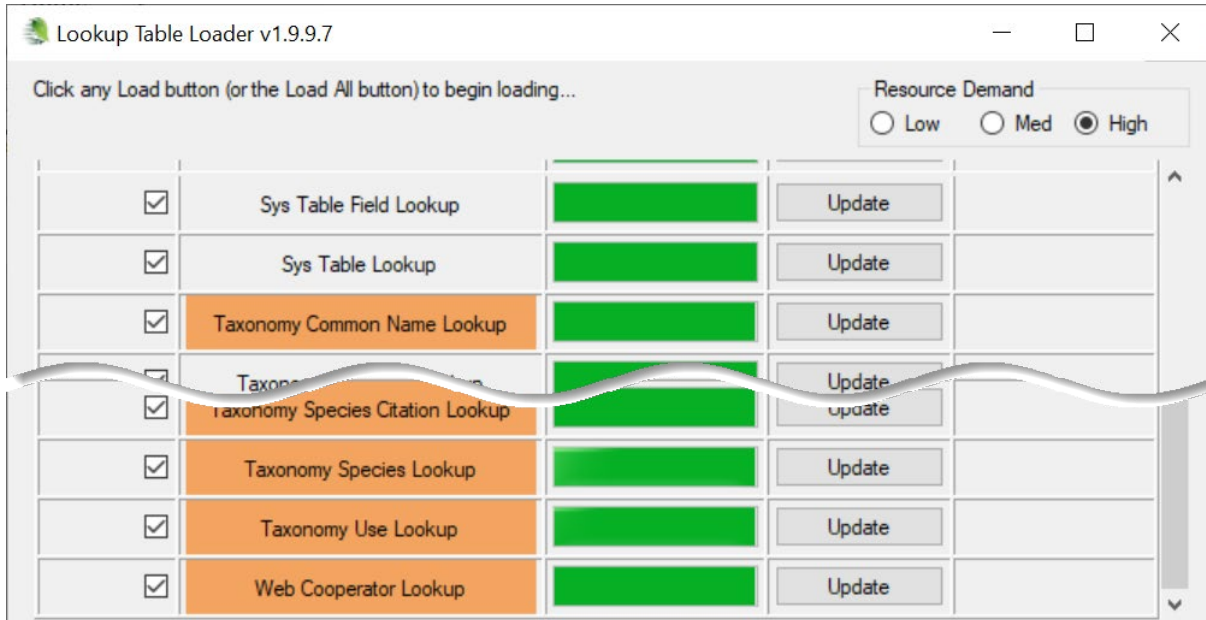 Lookup Table Loader v1.9.9.7
Click any Load button (or the Load All button) to begin loading...
Resource Demand
Low Med High
Sys Table Field Lookup Update
Sys Table Lookup Update
Taxonomy Common Name Lookup Update
Update
Taxonomy Species Citation Lookup Update
Taxonomy Species Lookup Update
Taxonomy Use Lookup Update
Web Cooperator Lookup Update